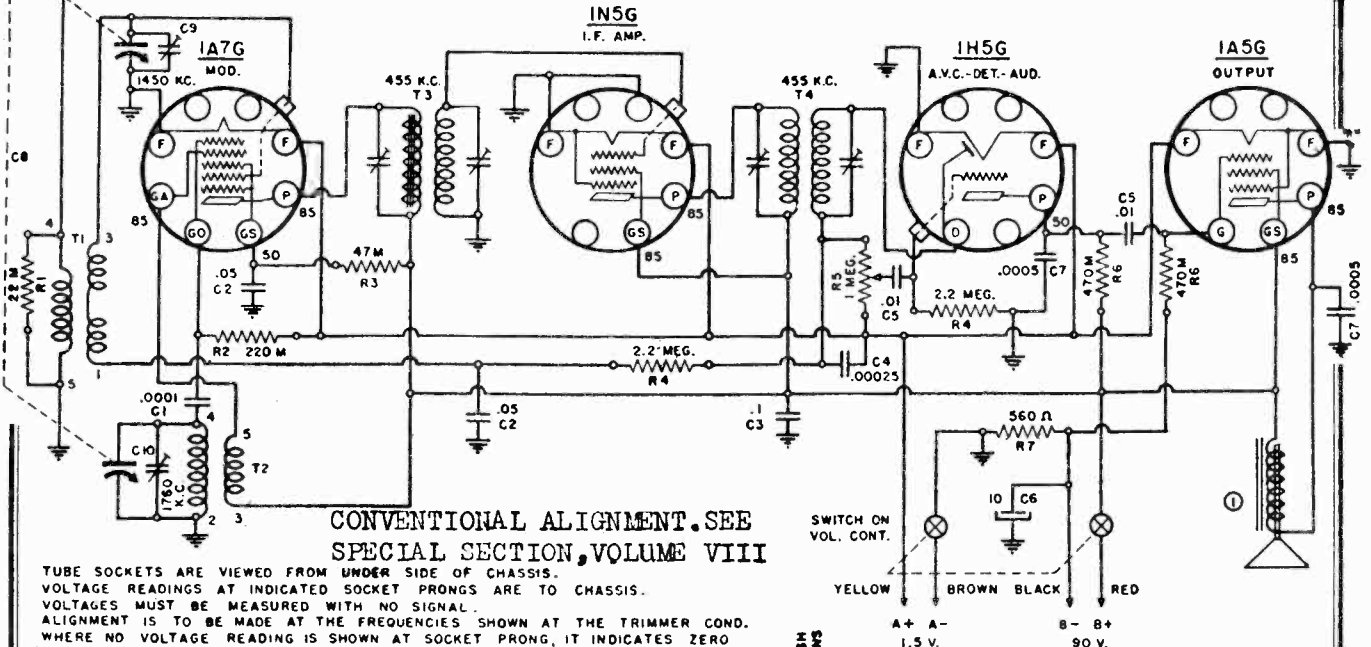 1N5G
I.F. AMP.
C9
1A7G
MOD.
1450 KC.
1H5G
A.V.C.-DET.-AUD.
1A5G
OUTPUT
455 K.C.
T3
455 K.C.
T4
C8
F
F
GA
P
GO
GS
85
85
50
F
F
P
GS
85
85
F
F
P
D
50
F
F
P
G
GS
85
85
"A"
4
T1
3
22 M
R1
5
1
.05
C2
47M
R3
R2
220 M
R5
1 MEG.
.01
C5
.0005
C7
2.2 MEG.
R4
470 M
R6
C5
.01
470 M
R6
C7
.0005
2.2 MEG.
R4
C4
.00025
.0001
C1
4
5
.05
C2
.1
C3
560 Ω
R7
C10
1760
K.C.
T2
2
3
10
C6
1
CONVENTIONAL ALIGNMENT.SEE
SPECIAL SECTION,VOLUME VIII
SWITCH ON
VOL. CONT.
TUBE SOCKETS ARE VIEWED FROM UNDER SIDE OF CHASSIS.
VOLTAGE READINGS AT INDICATED SOCKET PRONGS ARE TO CHASSIS.
VOLTAGES MUST BE MEASURED WITH NO SIGNAL.
ALIGNMENT IS TO BE MADE AT THE FREQUENCIES SHOWN AT THE TRIMMER COND.
WHERE NO VOLTAGE READING IS SHOWN AT SOCKET PRONG, IT INDICATES ZERO
YELLOW
BROWN
BLACK
RED
A+
A-
B-
B+
1.5 V.
90 V.